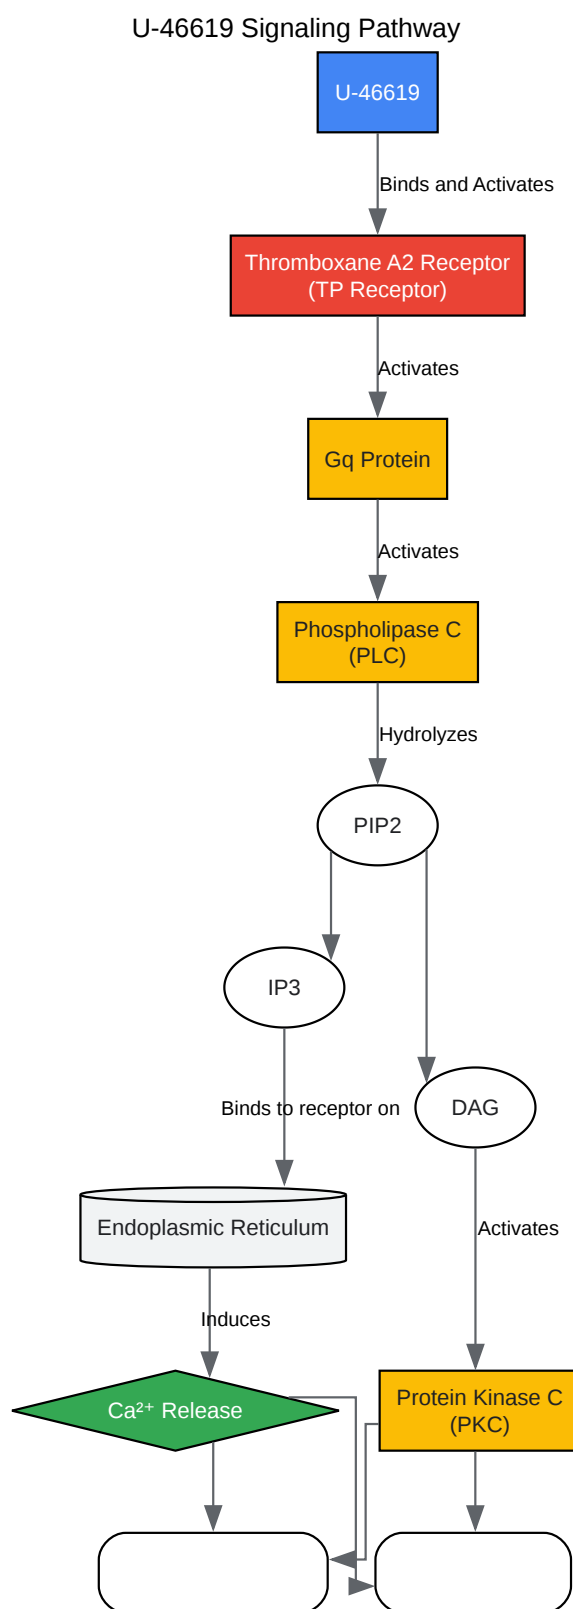 U-46619 Signaling Pathway
U-46619
Binds and Activates
Thromboxane A2 Receptor
(TP Receptor)
Activates
Gq Protein
Activates
Phospholipase C
(PLC)
Hydrolyzes
PIP2
IP3
Binds to receptor on
DAG
Endoplasmic Reticulum
Activates
Induces
Ca²⁺ Release
Protein Kinase C
(PKC)